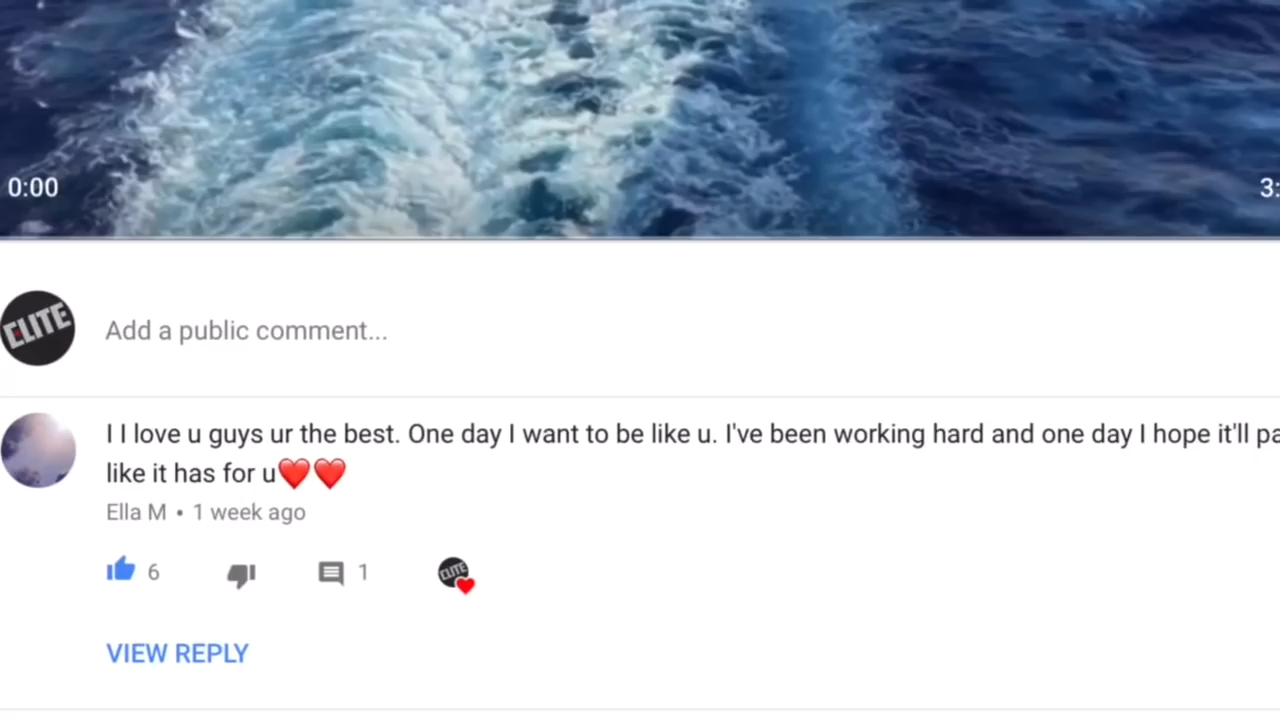 0:00
3:
ELITE
Add a public comment...
I I love u guys ur the best. One day I want to be like u. I've been working hard and one day I hope it'll pa
like it has for u❤️❤️
Ella M • 1 week ago
6
1
ELITE
VIEW REPLY